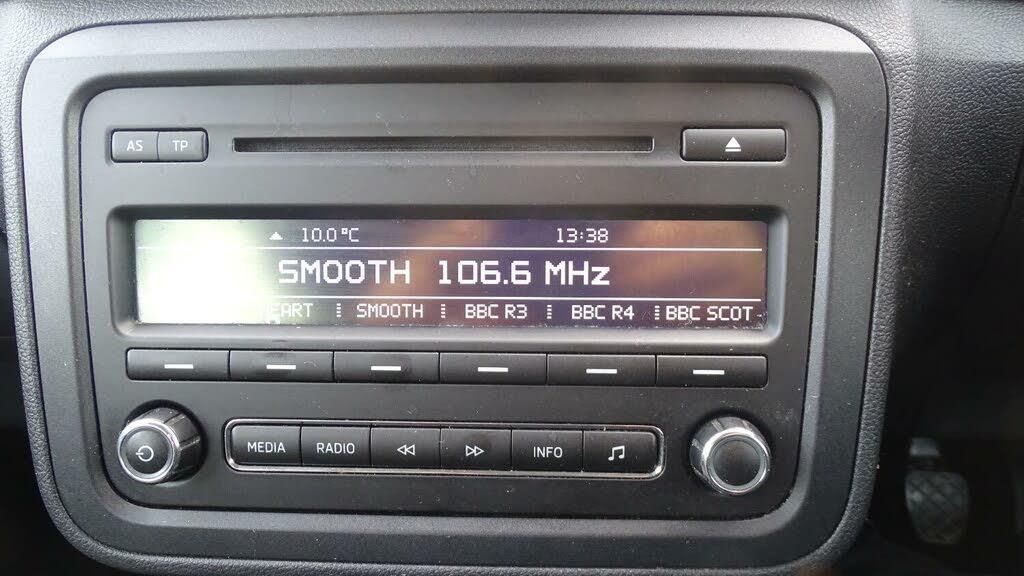 AS TP
10.0°C 13:38
SMOOTH 106.6 MHz
SMOOTH BBC R3 BBC R4 BBC SCOT
MEDIA RADIO INFO